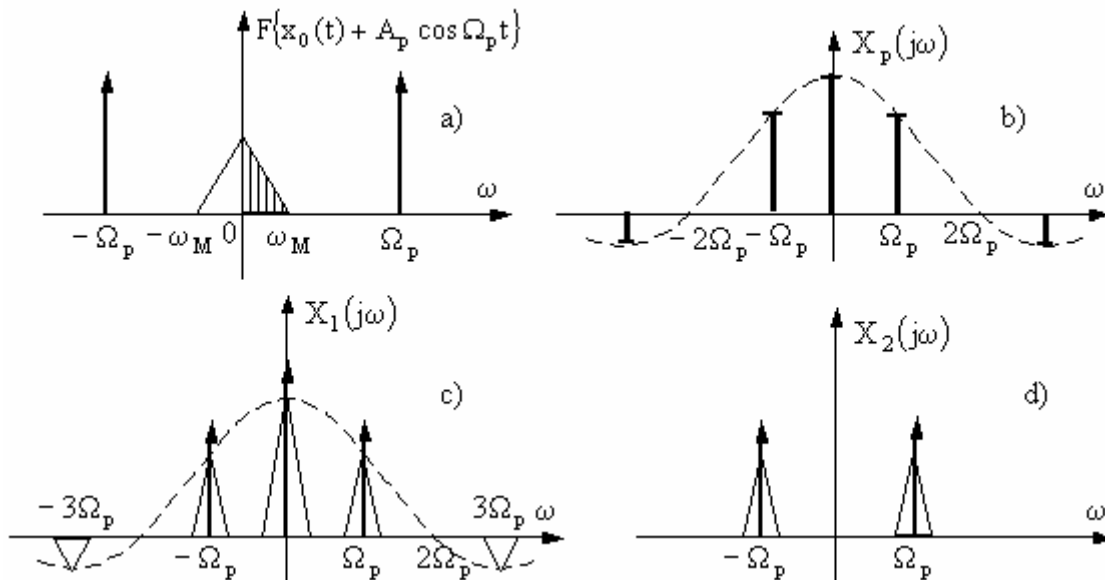 F{x₀(t) + Aₚ cos Ωₚt}
a)
ω
−Ωₚ −ω_M 0 ω_M Ωₚ
Xₚ(jω)
b)
ω
−2Ωₚ −Ωₚ Ωₚ 2Ωₚ
X₁(jω)
c)
−3Ωₚ 3Ωₚ ω
−Ωₚ Ωₚ 2Ωₚ
X₂(jω)
d)
ω
−Ωₚ Ωₚ